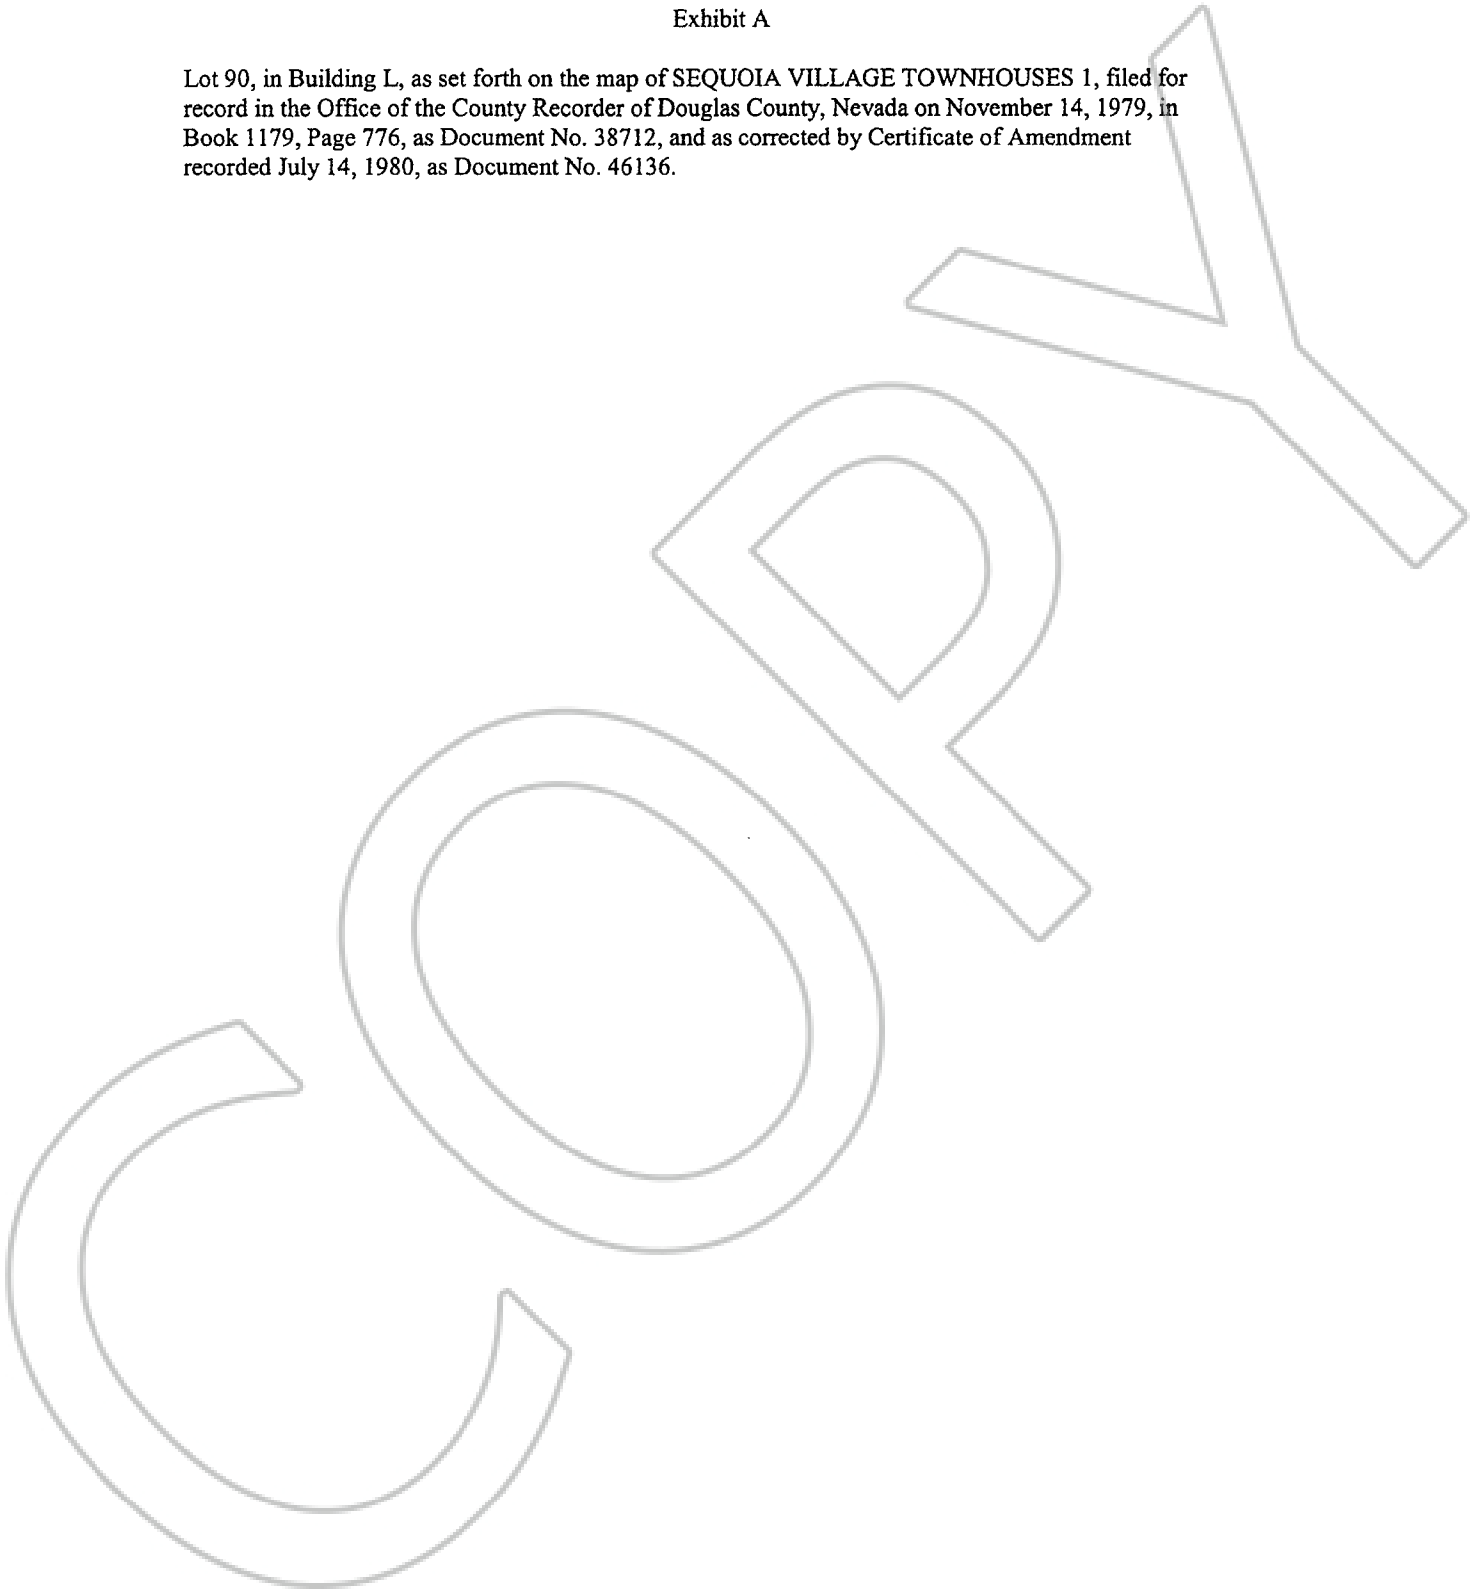 Exhibit A
Lot 90, in Building L, as set forth on the map of SEQUOIA VILLAGE TOWNHOUSES 1, filed for
record in the Office of the County Recorder of Douglas County, Nevada on November 14, 1979, in
Book 1179, Page 776, as Document No. 38712, and as corrected by Certificate of Amendment
recorded July 14, 1980, as Document No. 46136.
COPY